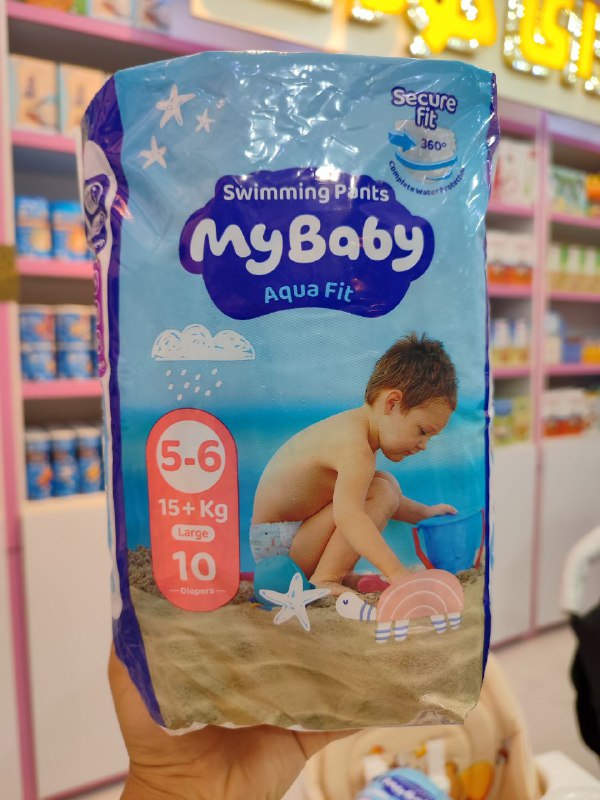 Secure
Fit
360°
Complete Water Protection
Swimming Pants
MyBaby
Aqua Fit
5-6
15+ Kg
Large
10
Diapers